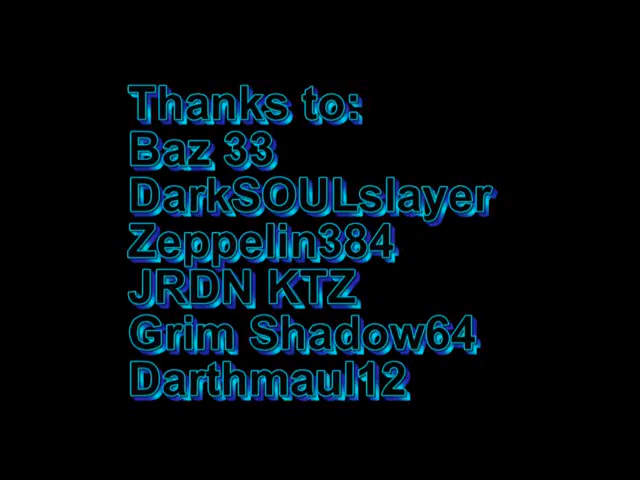 Thanks to:
Baz 33
DarkSOULslayer
Zeppelin384
JRDN KTZ
Grim Shadow64
Darthmaul12